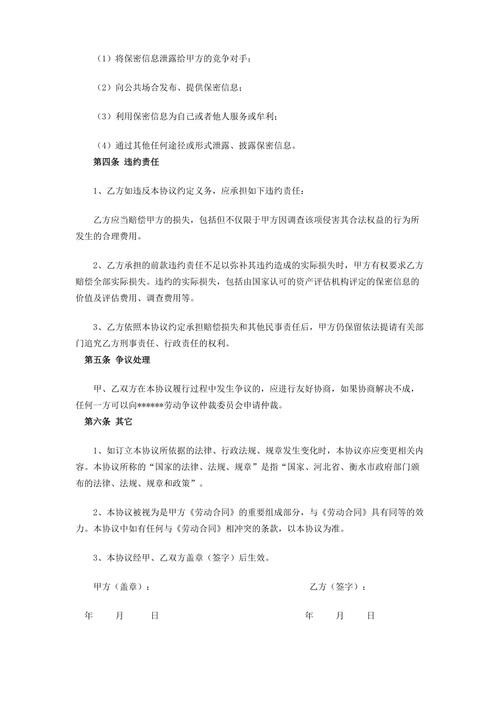 （1）将保密信息泄露给甲方的竞争对手；
（2）向公共场合发布、提供保密信息；
（3）利用保密信息为自己或者他人服务或牟利；
（4）通过其他任何途径或形式泄露、披露保密信息。
第四条 违约责任
1、乙方如违反本协议约定义务，应承担如下违约责任：
乙方应当赔偿甲方的损失，包括但不仅限于甲方因调查该项侵害其合法权益的行为所
发生的合理费用。
2、乙方承担的前款违约责任不足以弥补其违约造成的实际损失时，甲方有权要求乙方
赔偿全部实际损失。违约的实际损失，包括由国家认可的资产评估机构评定的保密信息的
价值及评估费用、调查费用等。
3、乙方依照本协议约定承担赔偿损失和其他民事责任后，甲方仍保留依法提请有关部
门追究乙方刑事责任、行政责任的权利。
第五条 争议处理
甲、乙双方在本协议履行过程中发生争议的，应进行友好协商，如果协商解决不成，
任何一方可以向******劳动争议仲裁委员会申请仲裁。
第六条 其它
1、如订立本协议所依据的法律、行政法规、规章发生变化时，本协议亦应变更相关内
容。本协议所称的“国家的法律、法规、规章”是指“国家、河北省、衡水市政府部门颁
布的法律、法规、规章和政策”。
2、本协议被视为是甲方《劳动合同》的重要组成部分，与《劳动合同》具有同等的效
力。本协议中如有任何与《劳动合同》相冲突的条款，以本协议为准。
3、本协议经甲、乙双方盖章（签字）后生效。
甲方（盖章）： 乙方（签字）：
年 月 日 年 月 日